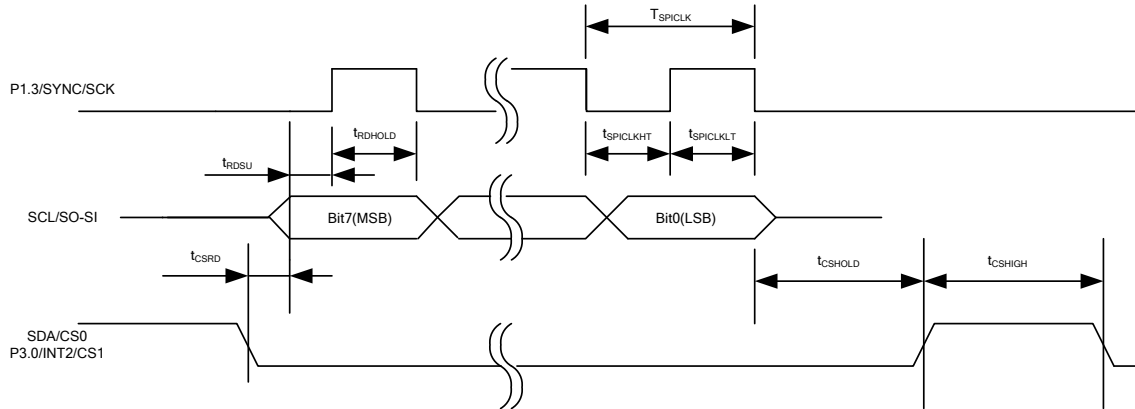 TSPICLK
P1.3/SYNC/SCK
tRDHOLD
tSPICLKHT
tSPICLKLT
tRDSU
SCL/SO-SI
Bit7(MSB)
Bit0(LSB)
tCSRD
tCSHOLD
tCSHIGH
SDA/CS0
P3.0/INT2/CS1